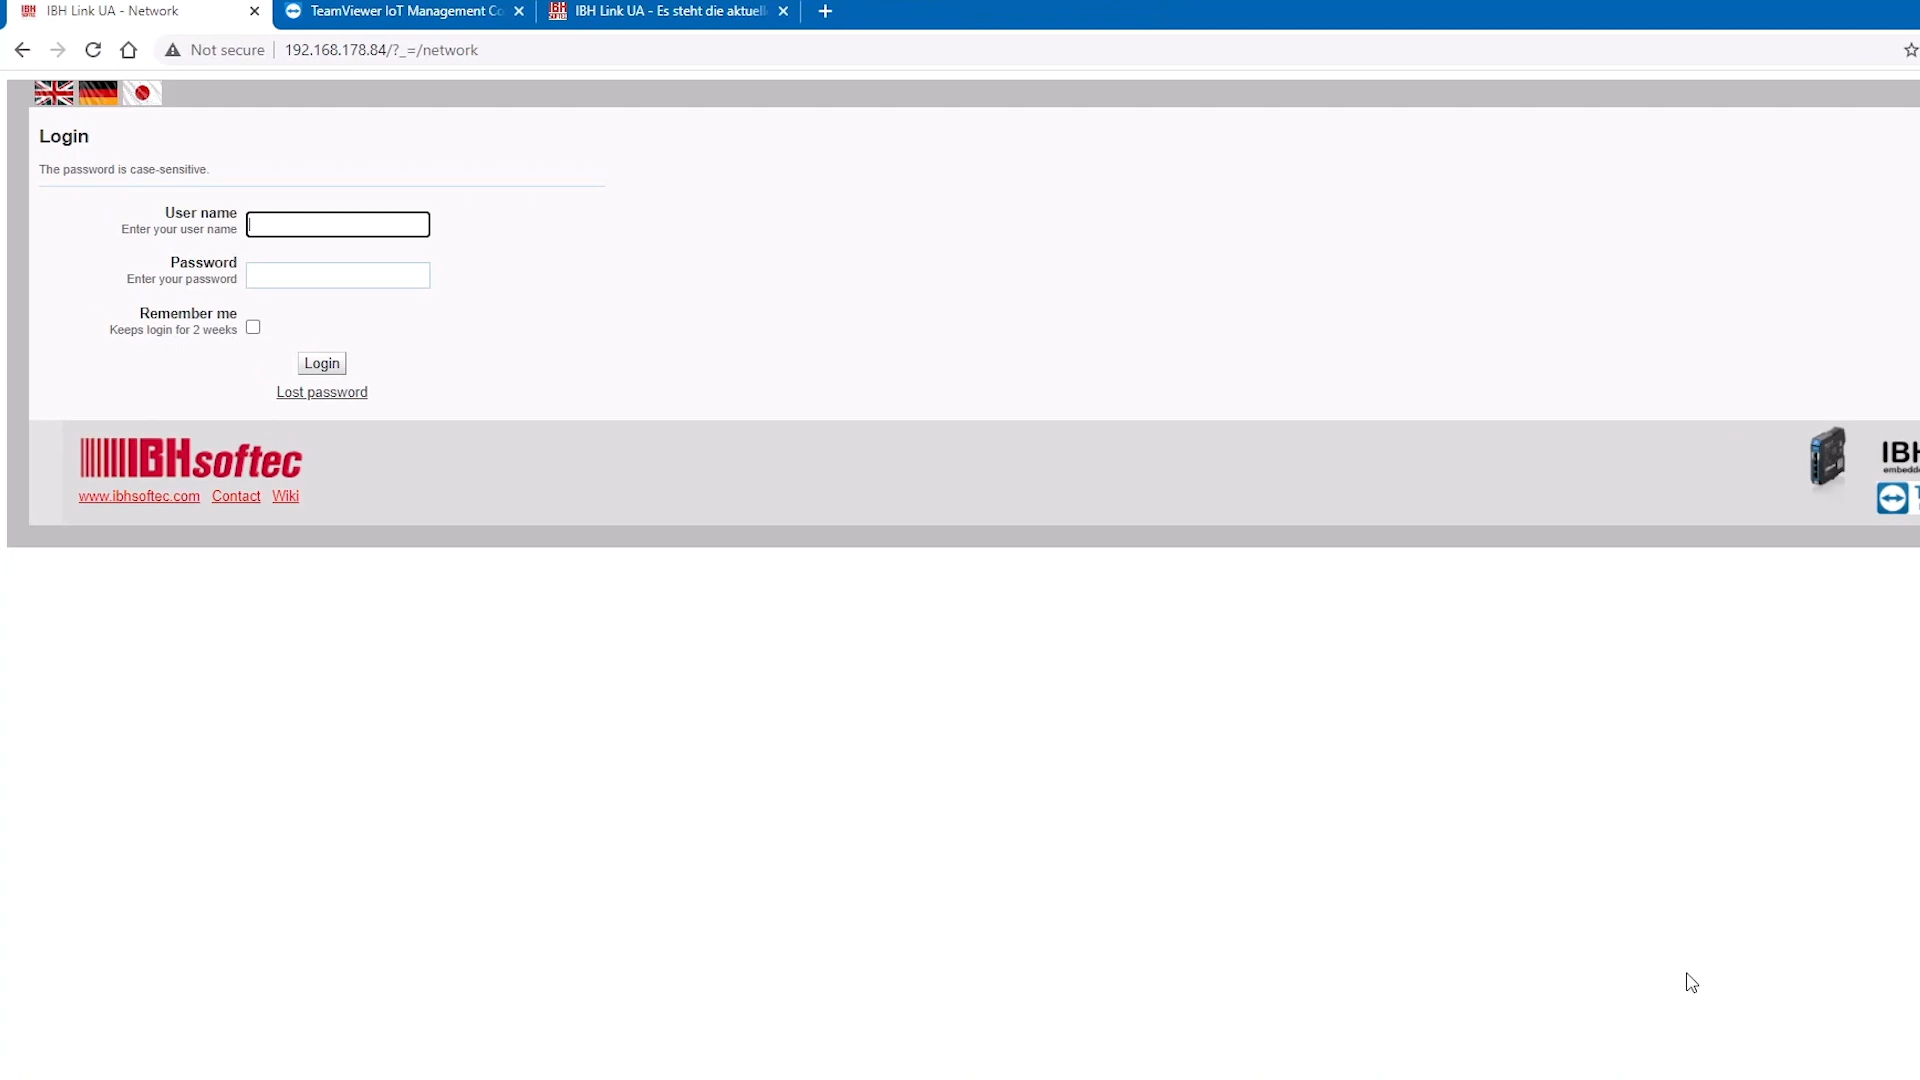 IBH Link UA - Network
TeamViewer IoT Management Co
IBH Link UA - Es steht die aktuell
Not secure
192.168.178.84/?_=/network
Login
The password is case-sensitive.
User name
Enter your user name
Password
Enter your password
Remember me
Keeps login for 2 weeks
Login
Lost password
IBHsoftec
www.ibhsoftec.com Contact Wiki
IBH
embedde